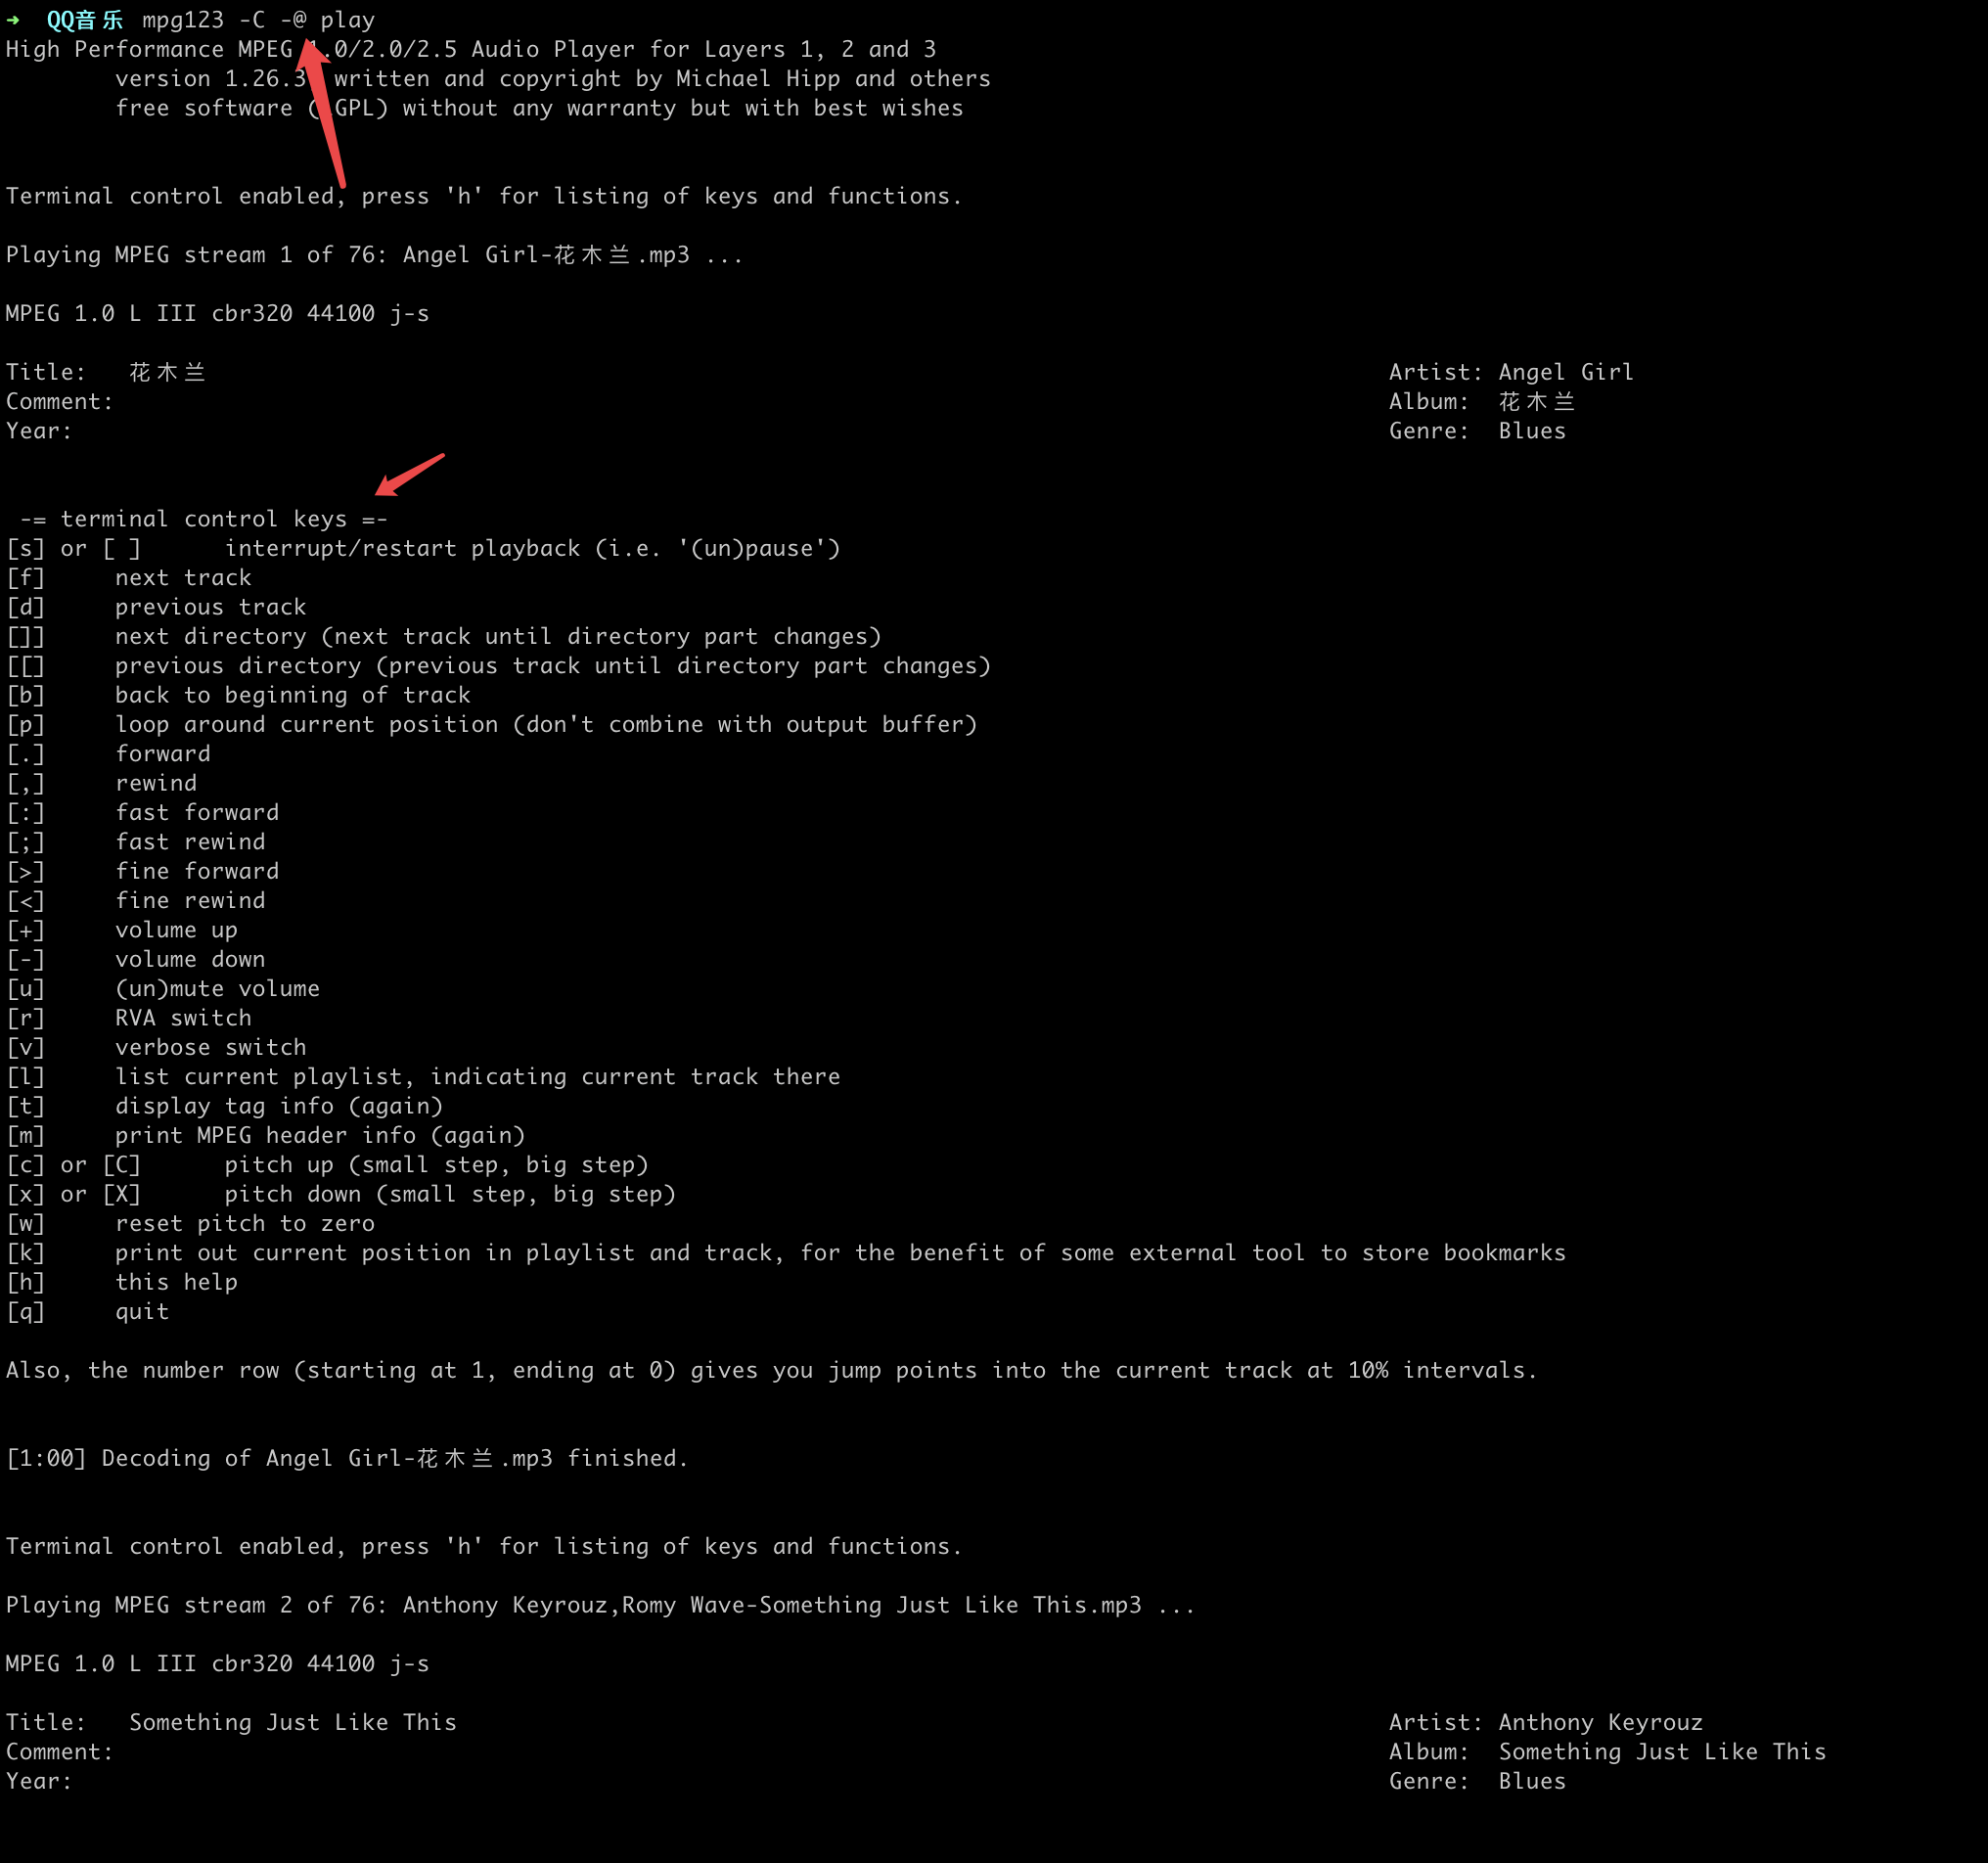 ➜ QQ音乐 mpg123 -C -@ play
High Performance MPEG 1.0/2.0/2.5 Audio Player for Layers 1, 2 and 3
version 1.26.3 written and copyright by Michael Hipp and others
free software ( GPL) without any warranty but with best wishes
Terminal control enabled, press 'h' for listing of keys and functions.
Playing MPEG stream 1 of 76: Angel Girl-花木兰.mp3 ...
MPEG 1.0 L III cbr320 44100 j-s
Title: 花木兰 Artist: Angel Girl
Comment: Album: 花木兰
Year: Genre: Blues
-= terminal control keys =-
[s] or [ ] interrupt/restart playback (i.e. '(un)pause')
[f] next track
[d] previous track
[]] next directory (next track until directory part changes)
[[] previous directory (previous track until directory part changes)
[b] back to beginning of track
[p] loop around current position (don't combine with output buffer)
[.] forward
[,] rewind
[:] fast forward
[;] fast rewind
[>] fine forward
[<] fine rewind
[+] volume up
[-] volume down
[u] (un)mute volume
[r] RVA switch
[v] verbose switch
[l] list current playlist, indicating current track there
[t] display tag info (again)
[m] print MPEG header info (again)
[c] or [C] pitch up (small step, big step)
[x] or [X] pitch down (small step, big step)
[w] reset pitch to zero
[k] print out current position in playlist and track, for the benefit of some external tool to store bookmarks
[h] this help
[q] quit
Also, the number row (starting at 1, ending at 0) gives you jump points into the current track at 10% intervals.
[1:00] Decoding of Angel Girl-花木兰.mp3 finished.
Terminal control enabled, press 'h' for listing of keys and functions.
Playing MPEG stream 2 of 76: Anthony Keyrouz,Romy Wave-Something Just Like This.mp3 ...
MPEG 1.0 L III cbr320 44100 j-s
Title: Something Just Like This Artist: Anthony Keyrouz
Comment: Album: Something Just Like This
Year: Genre: Blues